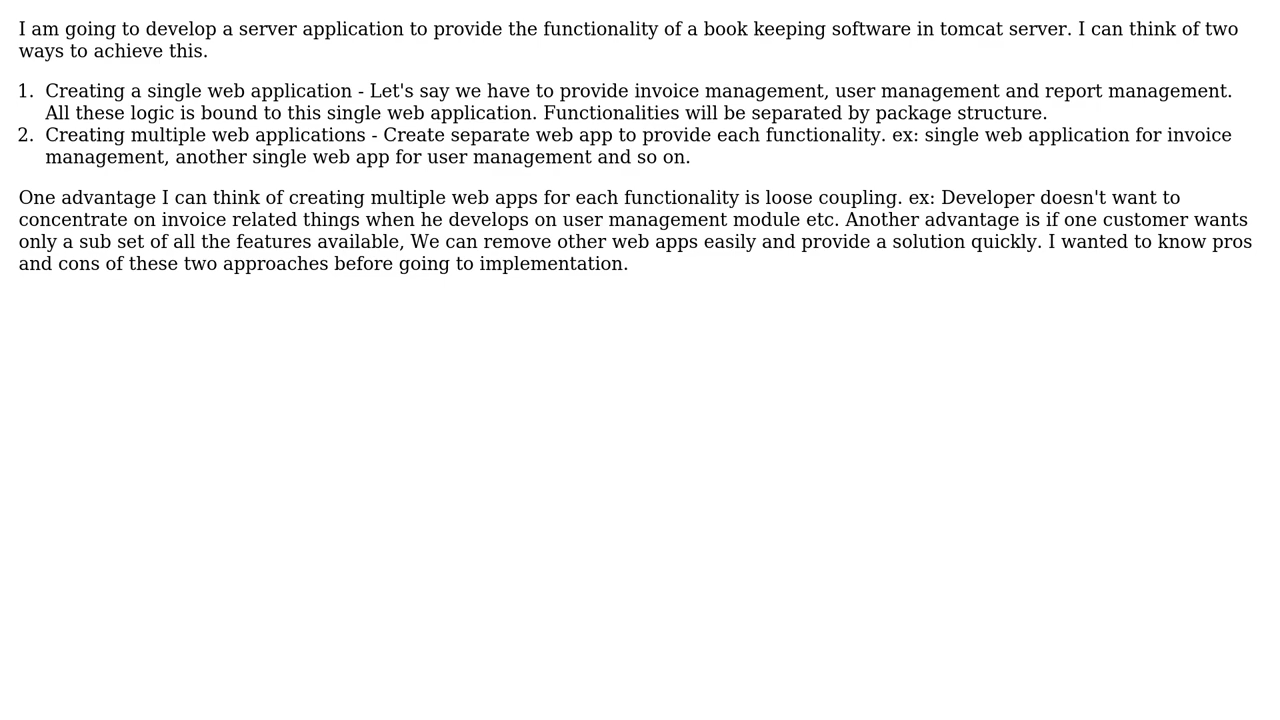 I am going to develop a server application to provide the functionality of a book keeping software in tomcat server. I can think of two
ways to achieve this.
1. Creating a single web application - Let's say we have to provide invoice management, user management and report management.
All these logic is bound to this single web application. Functionalities will be separated by package structure.
2. Creating multiple web applications - Create separate web app to provide each functionality. ex: single web application for invoice
management, another single web app for user management and so on.
One advantage I can think of creating multiple web apps for each functionality is loose coupling. ex: Developer doesn't want to
concentrate on invoice related things when he develops on user management module etc. Another advantage is if one customer wants
only a sub set of all the features available, We can remove other web apps easily and provide a solution quickly. I wanted to know pros
and cons of these two approaches before going to implementation.